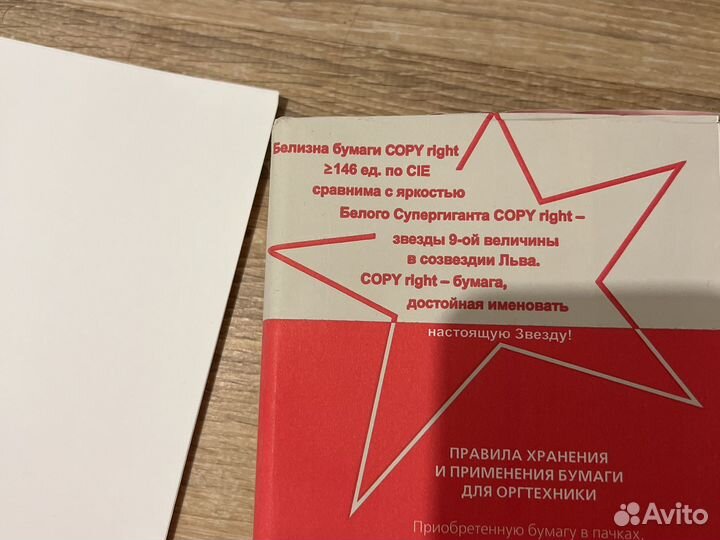 Белизна бумаги COPY right
≥146 ед. по CIE
сравнима с яркостью
Белого Супергиганта COPY right –
звезды 9-ой величины
в созвездии Льва.
COPY right – бумага,
достойная именовать
настоящую Звезду!
ПРАВИЛА ХРАНЕНИЯ
И ПРИМЕНЕНИЯ БУМАГИ
ДЛЯ ОРГТЕХНИКИ
Приобретенную бумагу в пачках,
Avito